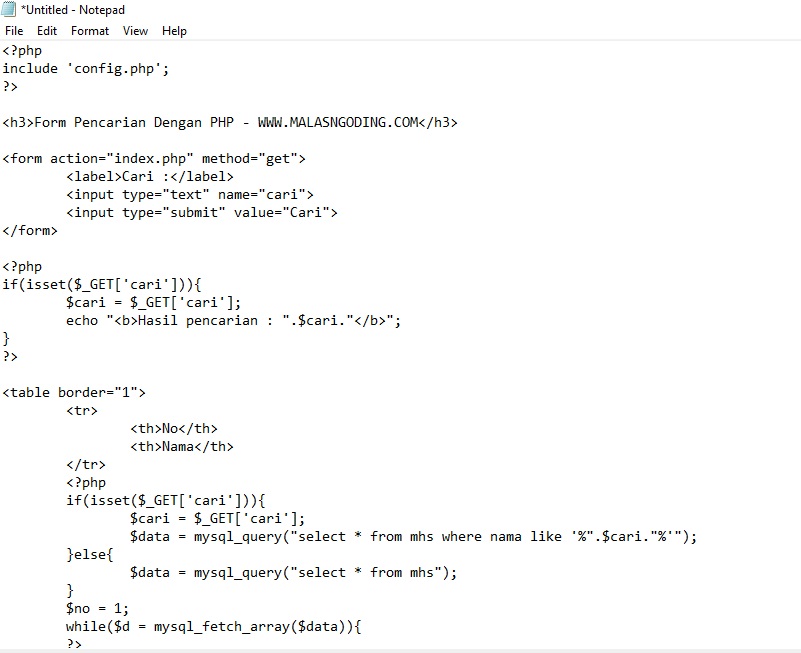 *Untitled - Notepad
File Edit Format View Help
<?php
include 'config.php';
?>
<h3>Form Pencarian Dengan PHP - WWW.MALASNGODING.COM</h3>
<form action="index.php" method="get">
<label>Cari :</label>
<input type="text" name="cari">
<input type="submit" value="Cari">
</form>
<?php
if(isset($_GET['cari'])){
$cari = $_GET['cari'];
echo "<b>Hasil pencarian : ".$cari."</b>";
}
?>
<table border="1">
<tr>
<th>No</th>
<th>Nama</th>
</tr>
<?php
if(isset($_GET['cari'])){
$cari = $_GET['cari'];
$data = mysql_query("select * from mhs where nama like '%".$cari."%'");
}else{
$data = mysql_query("select * from mhs");
}
$no = 1;
while($d = mysql_fetch_array($data)){
?>